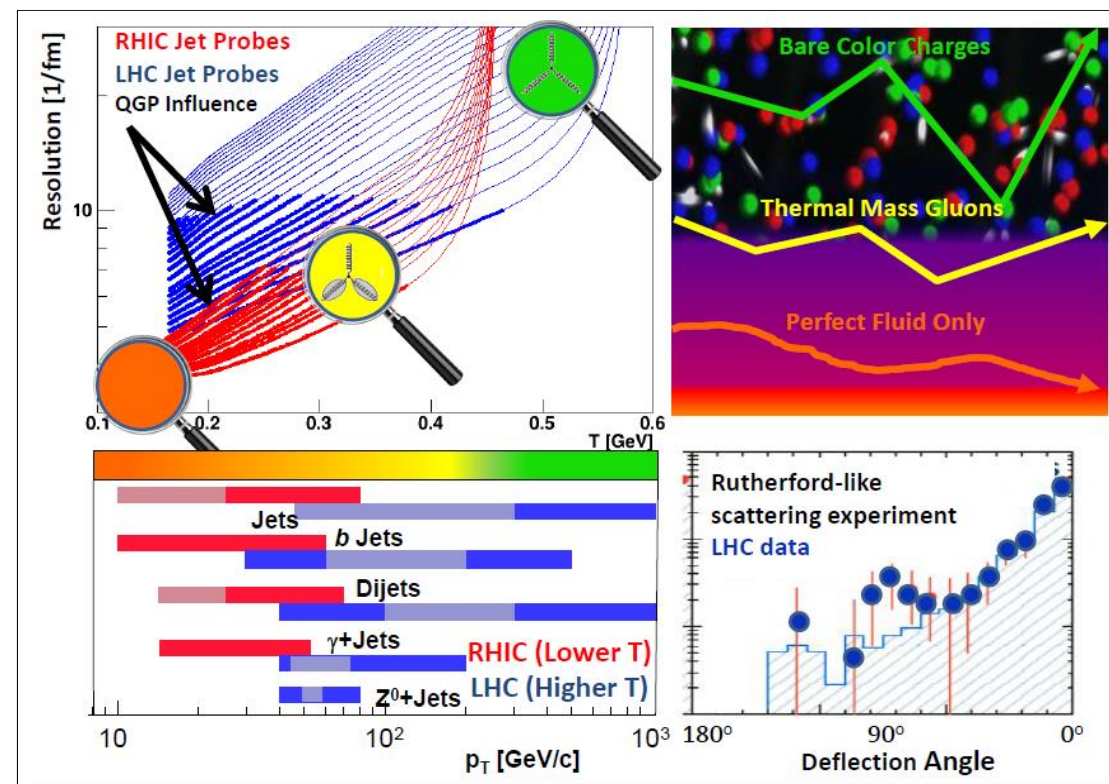 RHIC Jet Probes
LHC Jet Probes
QGP Influence
Resolution [1/fm]
10
0.1
0.2
0.3
0.4
0.5
0.6
T [GeV]
Bare Color Charges
Thermal Mass Gluons
Perfect Fluid Only
Jets
b Jets
Dijets
γ+Jets
Z⁰+Jets
RHIC (Lower T)
LHC (Higher T)
10
10²
10³
pT [GeV/c]
Rutherford-like
scattering experiment
LHC data
180°
90°
0°
Deflection Angle